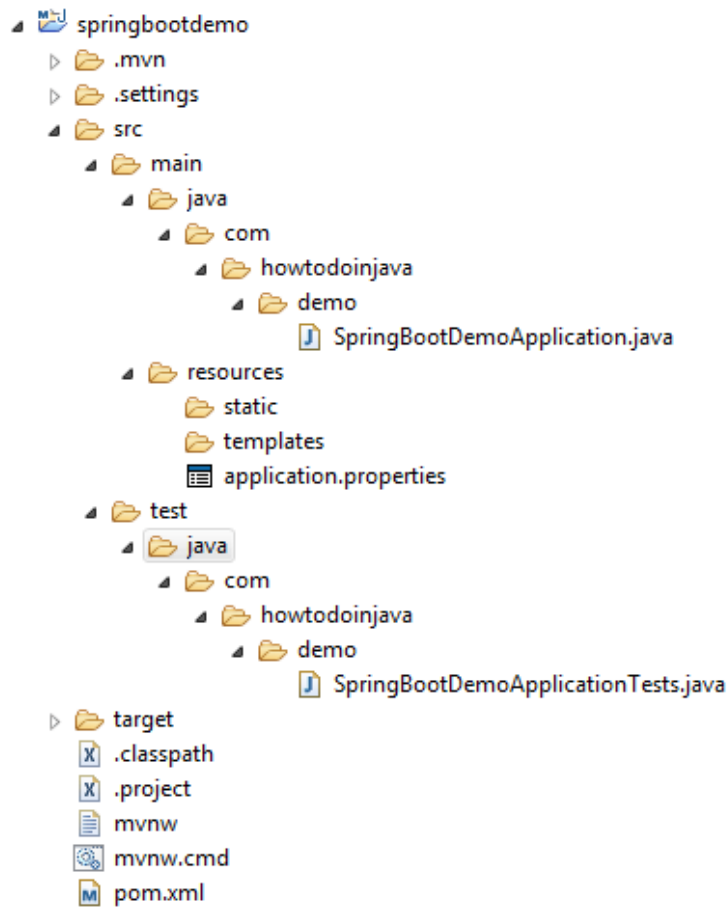 springbootdemo
.mvn
.settings
src
main
java
com
howtodoinjava
demo
SpringBootDemoApplication.java
resources
static
templates
application.properties
test
java
com
howtodoinjava
demo
SpringBootDemoApplicationTests.java
target
.classpath
.project
mvnw
mvnw.cmd
pom.xml